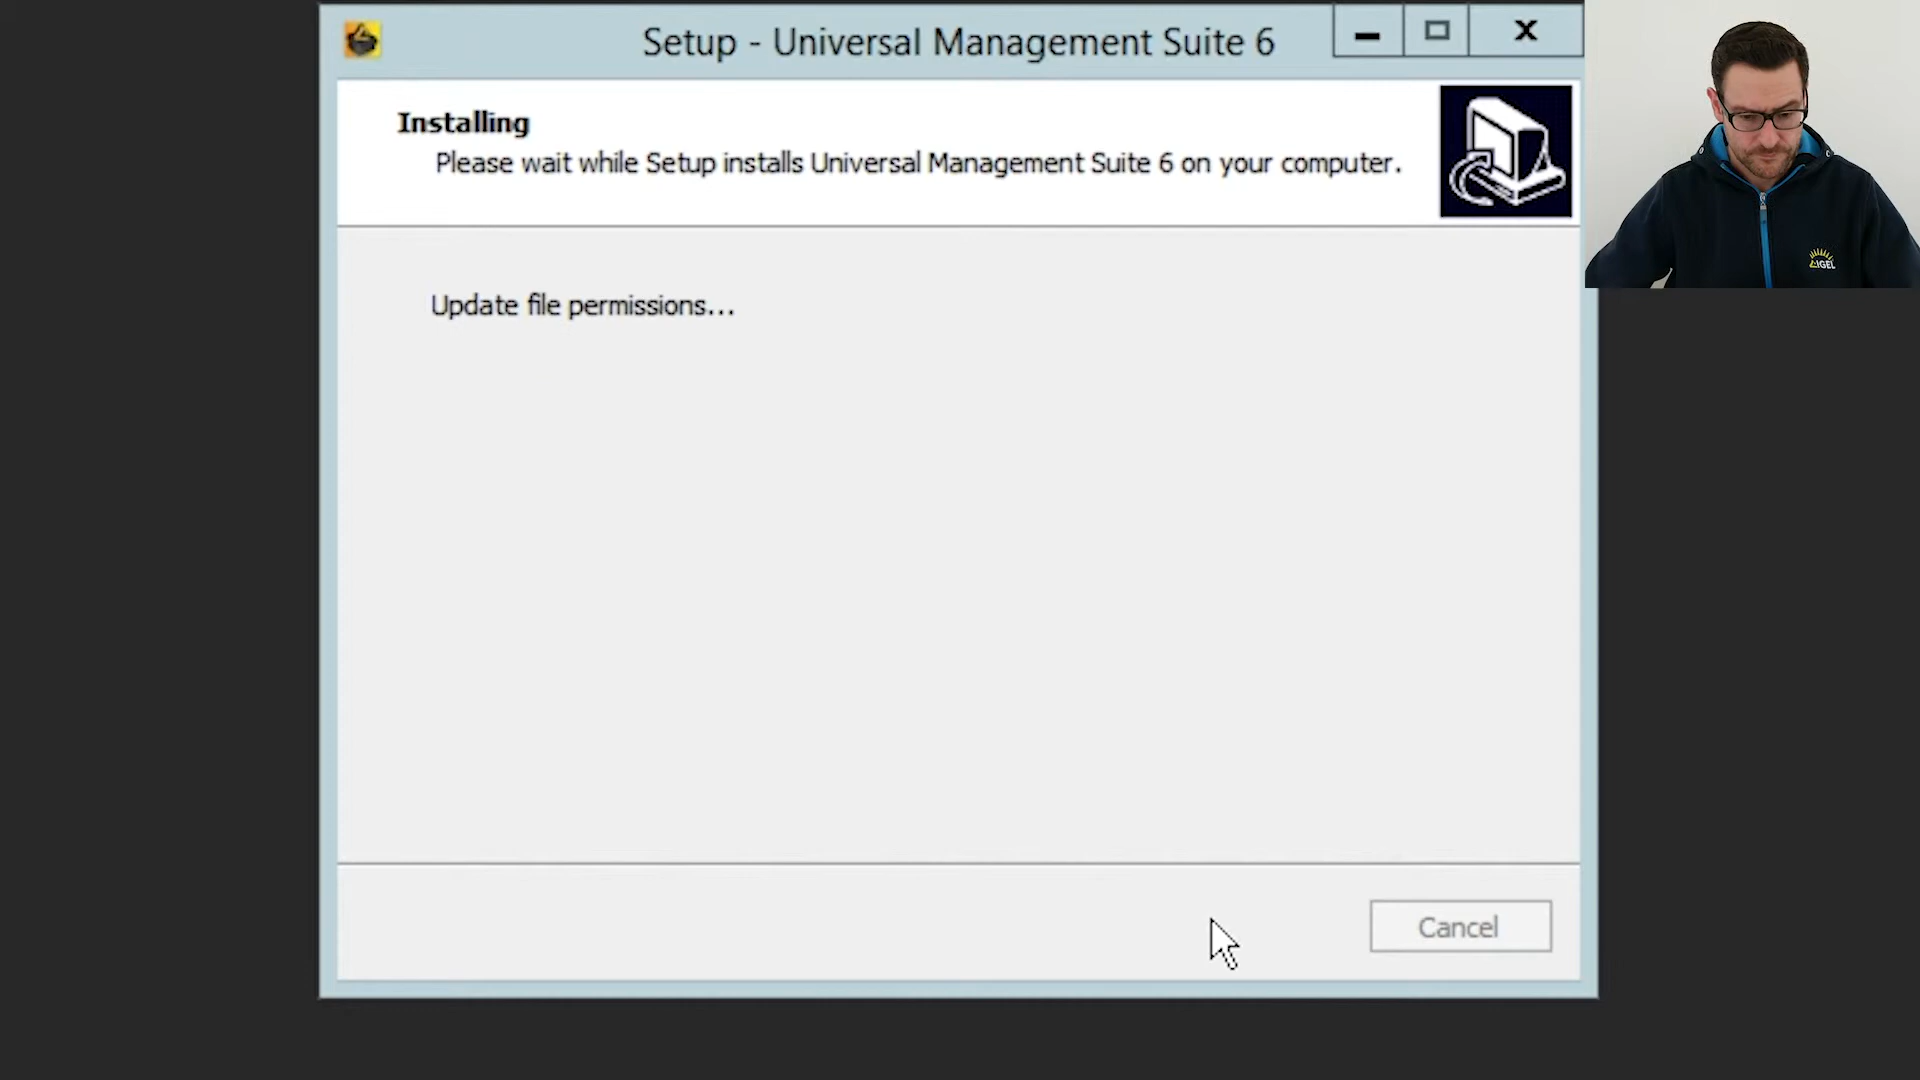 Setup - Universal Management Suite 6
Installing
Please wait while Setup installs Universal Management Suite 6 on your computer.
Update file permissions...
Cancel
IGEL